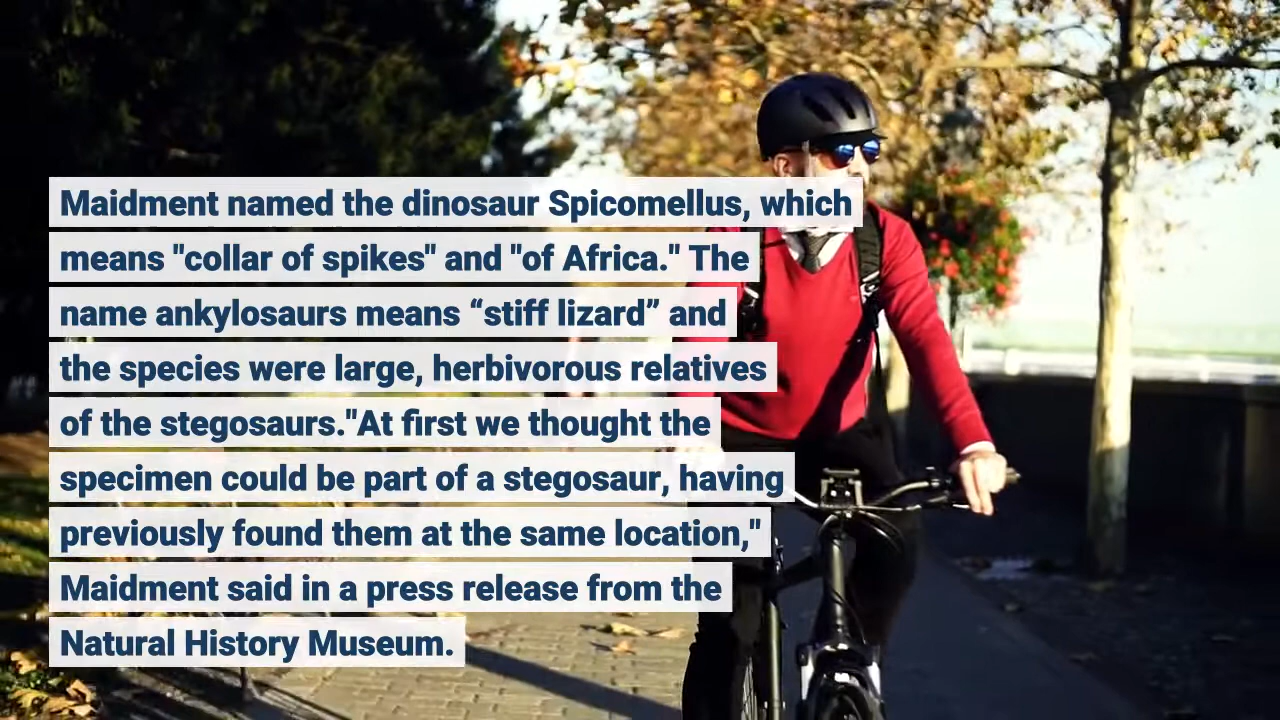 Maidment named the dinosaur Spicomellus, which
means "collar of spikes" and "of Africa." The
name ankylosaurs means “stiff lizard” and
the species were large, herbivorous relatives
of the stegosaurs."At first we thought the
specimen could be part of a stegosaur, having
previously found them at the same location,"
Maidment said in a press release from the
Natural History Museum.